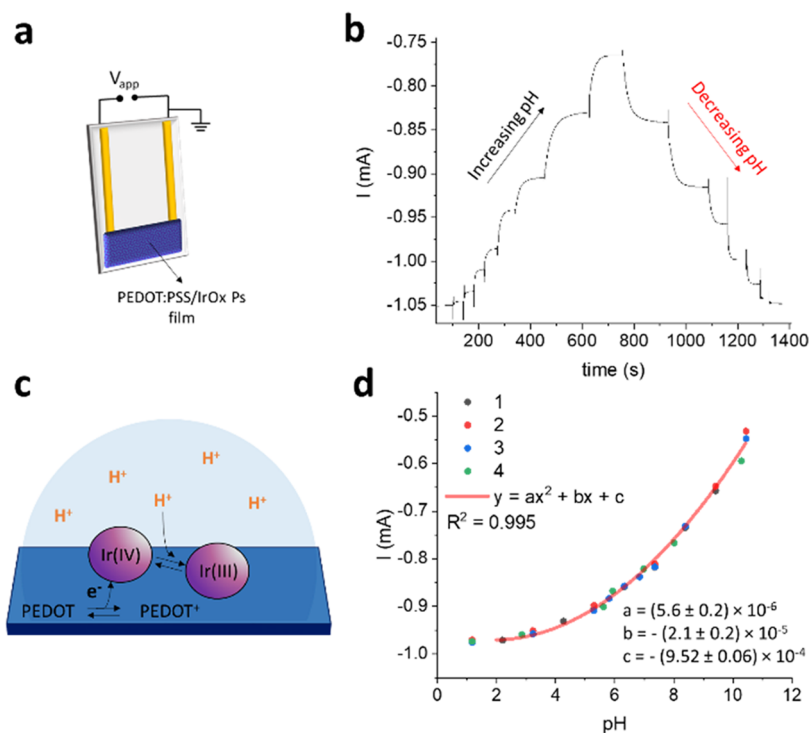 a
V_app
PEDOT:PSS/IrOx Ps
film
b
I (mA)
-0.75
-0.80
-0.85
-0.90
-0.95
-1.00
-1.05
Increasing pH
Decreasing pH
200 400 600 800 1000 1200 1400
time (s)
c
H⁺
H⁺
H⁺
H⁺
H⁺
Ir(IV)
Ir(III)
e⁻
PEDOT
PEDOT⁺
d
I (mA)
-0.5
-0.6
-0.7
-0.8
-0.9
-1.0
1
2
3
4
y = ax² + bx + c
R² = 0.995
a = (5.6 ± 0.2) × 10⁻⁶
b = - (2.1 ± 0.2) × 10⁻⁵
c = - (9.52 ± 0.06) × 10⁻⁴
0 2 4 6 8 10 12
pH